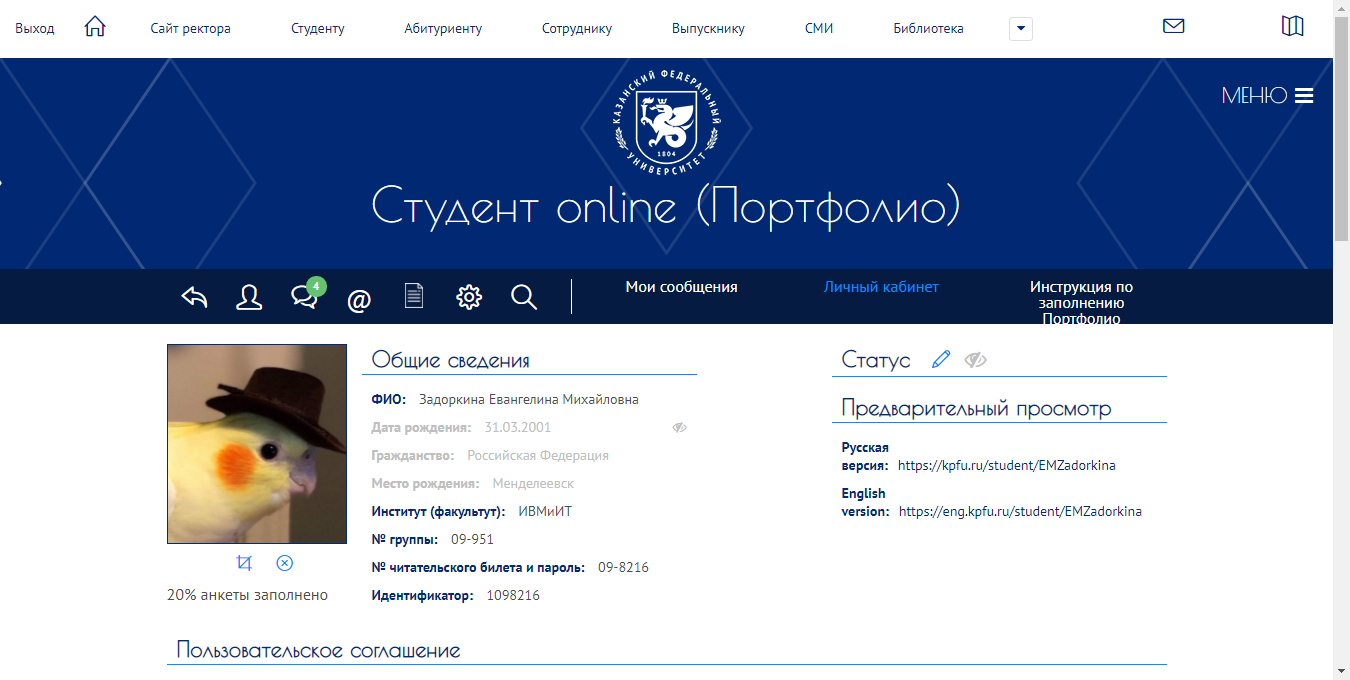 Выход
Сайт ректора
Студенту
Абитуриенту
Сотруднику
Выпускнику
СМИ
Библиотека
МЕНЮ
КАЗАНСКИЙ ФЕДЕРАЛЬНЫЙ
УНИВЕРСИТЕТ
1804
Студент online (Портфолио)
4
@
Мои сообщения
Личный кабинет
Инструкция по
заполнению
Портфолио
20% анкеты заполнено
Общие сведения
ФИО: Задоркина Евангелина Михайловна
Дата рождения: 31.03.2001
Гражданство: Российская Федерация
Место рождения: Менделеевск
Институт (факультут): ИВМиИТ
№ группы: 09-951
№ читательского билета и пароль: 09-8216
Идентификатор: 1098216
Статус
Предварительный просмотр
Русская
версия: https://kpfu.ru/student/EMZadorkina
English
version: https://eng.kpfu.ru/student/EMZadorkina
Пользовательское соглашение